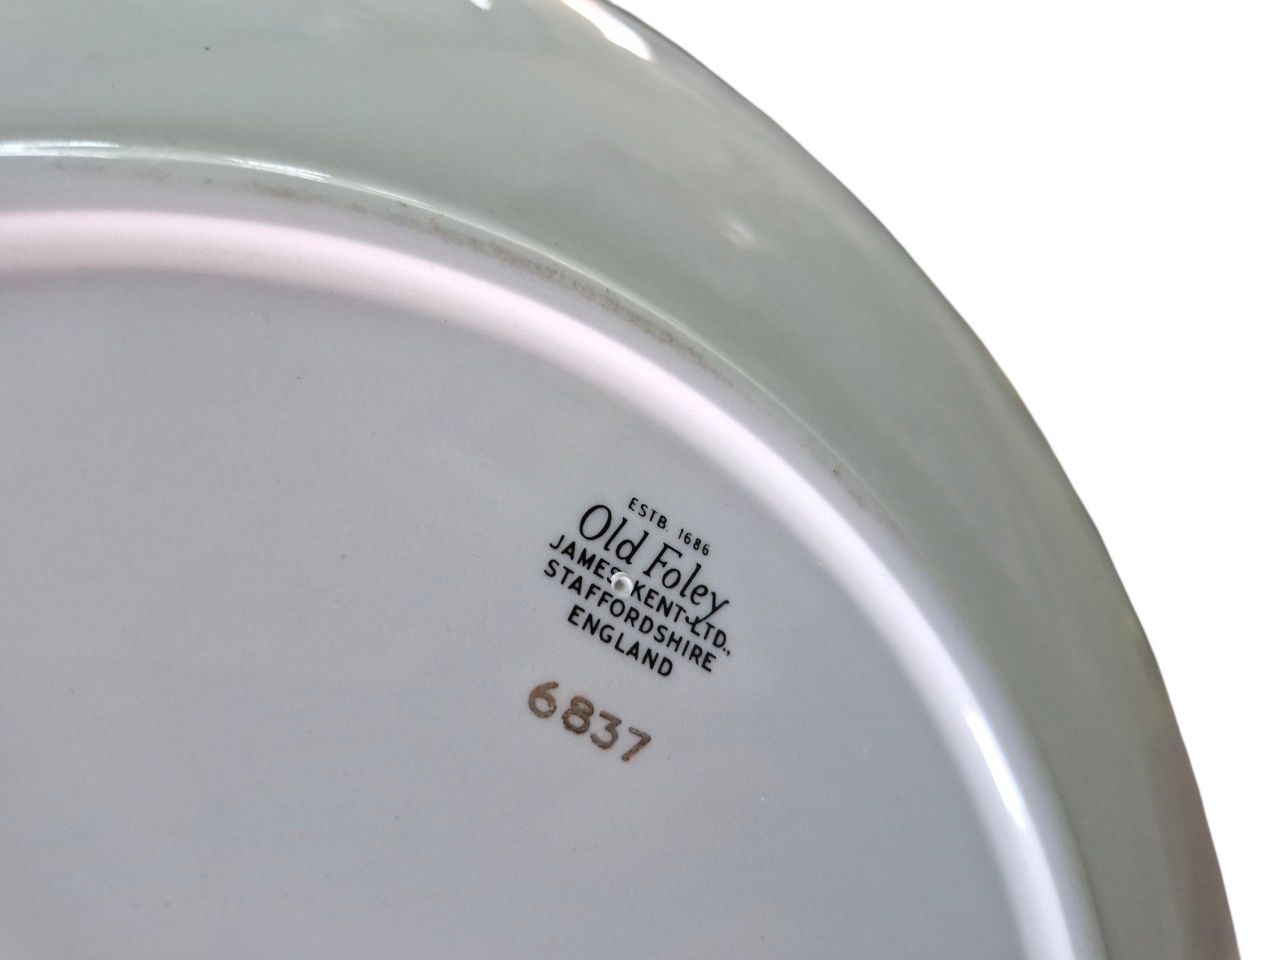 ESTB. 1686
Old Foley
JAMES KENT LTD.,
STAFFORDSHIRE
ENGLAND
6837